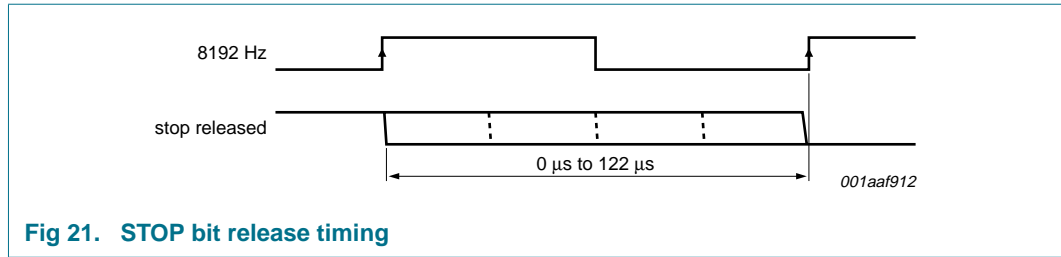 8192 Hz
stop released
0 μs to 122 μs
001aaf912
Fig 21. STOP bit release timing